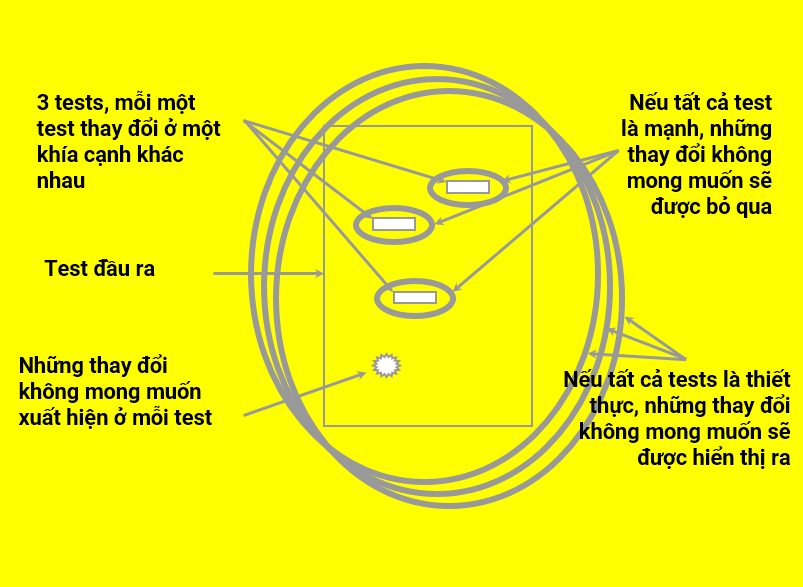 3 tests, mỗi một
test thay đổi ở một
khía cạnh khác
nhau
Nếu tất cả test
là mạnh, những
thay đổi không
mong muốn sẽ
được bỏ qua
Test đầu ra
Những thay đổi
không mong muốn
xuất hiện ở mỗi test
Nếu tất cả tests là thiết
thực, những thay đổi
không mong muốn sẽ
được hiển thị ra